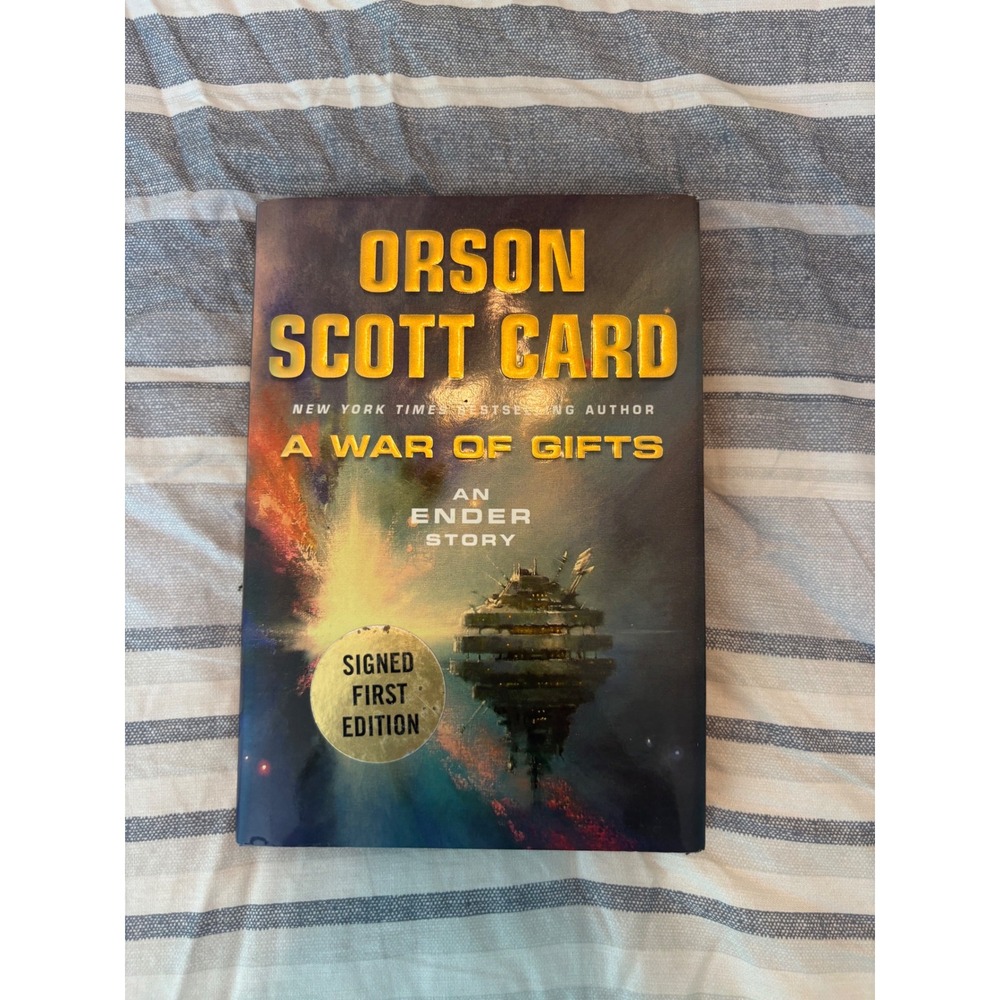 ORSON
SCOTT CARD
NEW YORK TIMES BESTSELLING AUTHOR
A WAR OF GIFTS
AN
ENDER
STORY
SIGNED
FIRST
EDITION